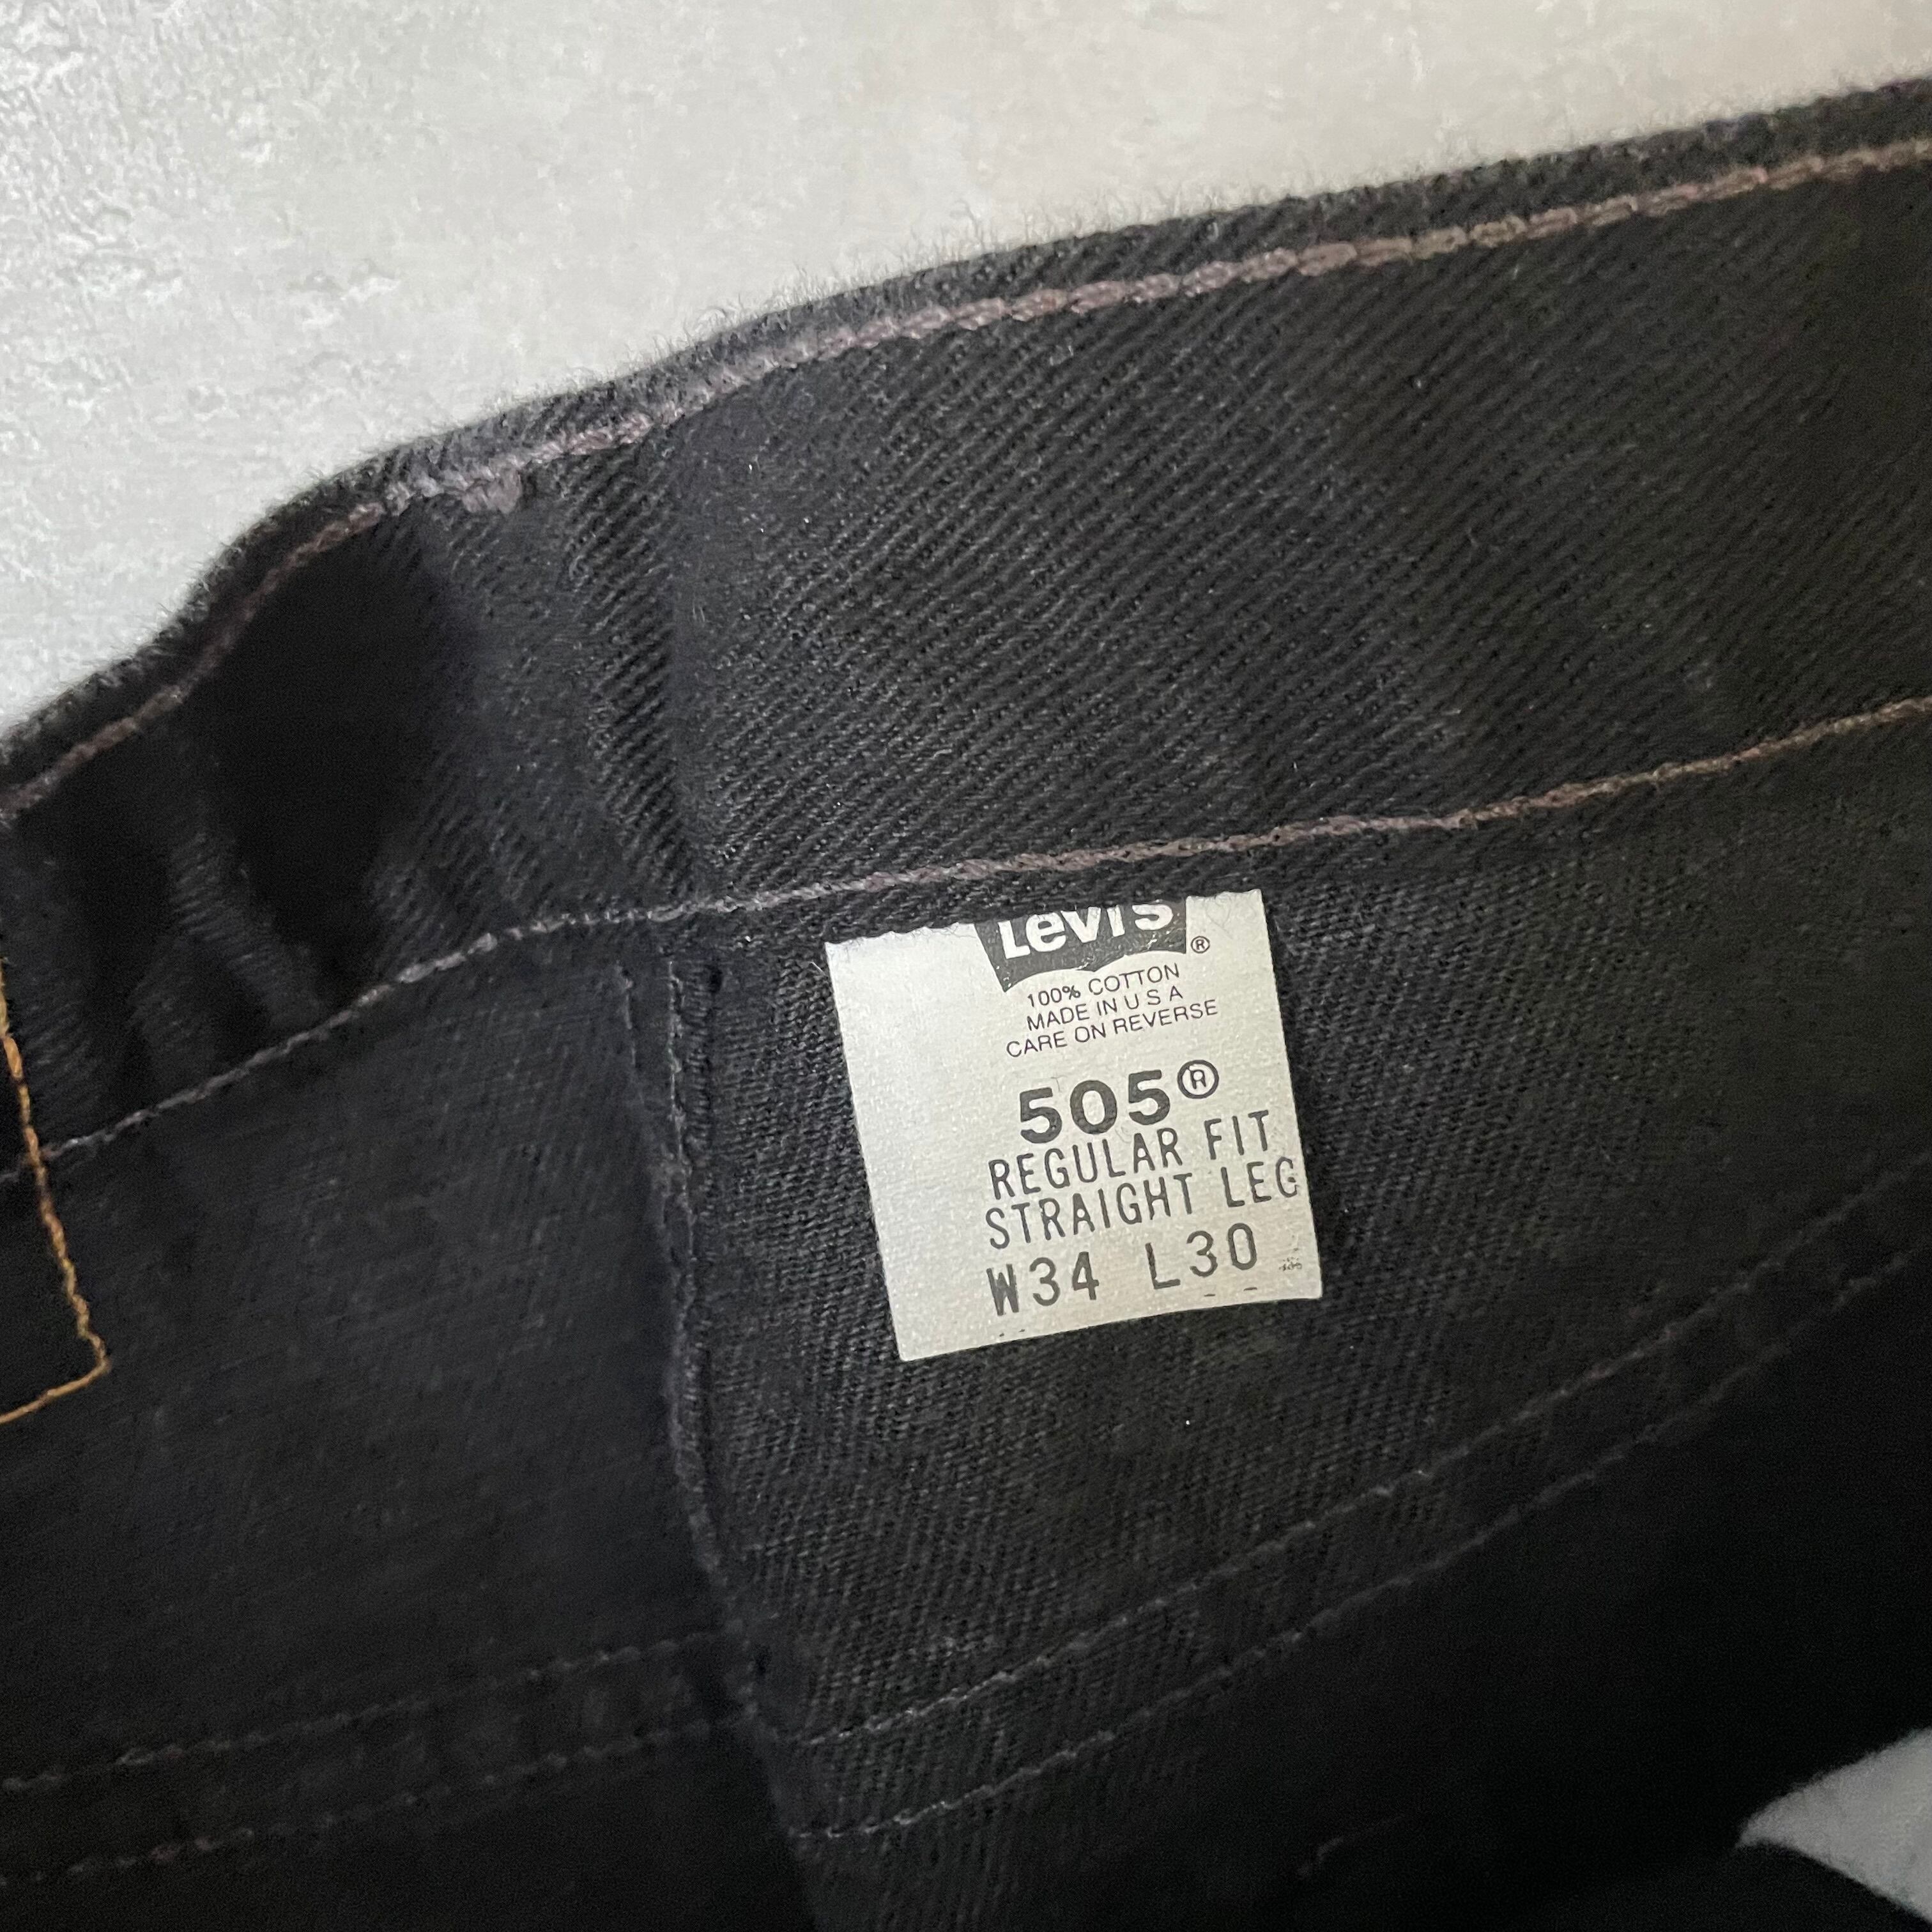 Levi's ®
100% COTTON
MADE IN U S A
CARE ON REVERSE
505®
REGULAR FIT
STRAIGHT LEG
W34 L30